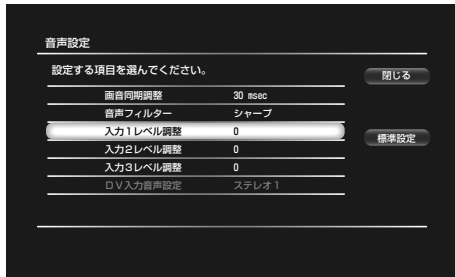 音声設定
設定する項目を選んでください。
閉じる
画音同期調整 30 msec
音声フィルター シャープ
入力1レベル調整 0
標準設定
入力2レベル調整 0
入力3レベル調整 0
DV入力音声設定 ステレオ1